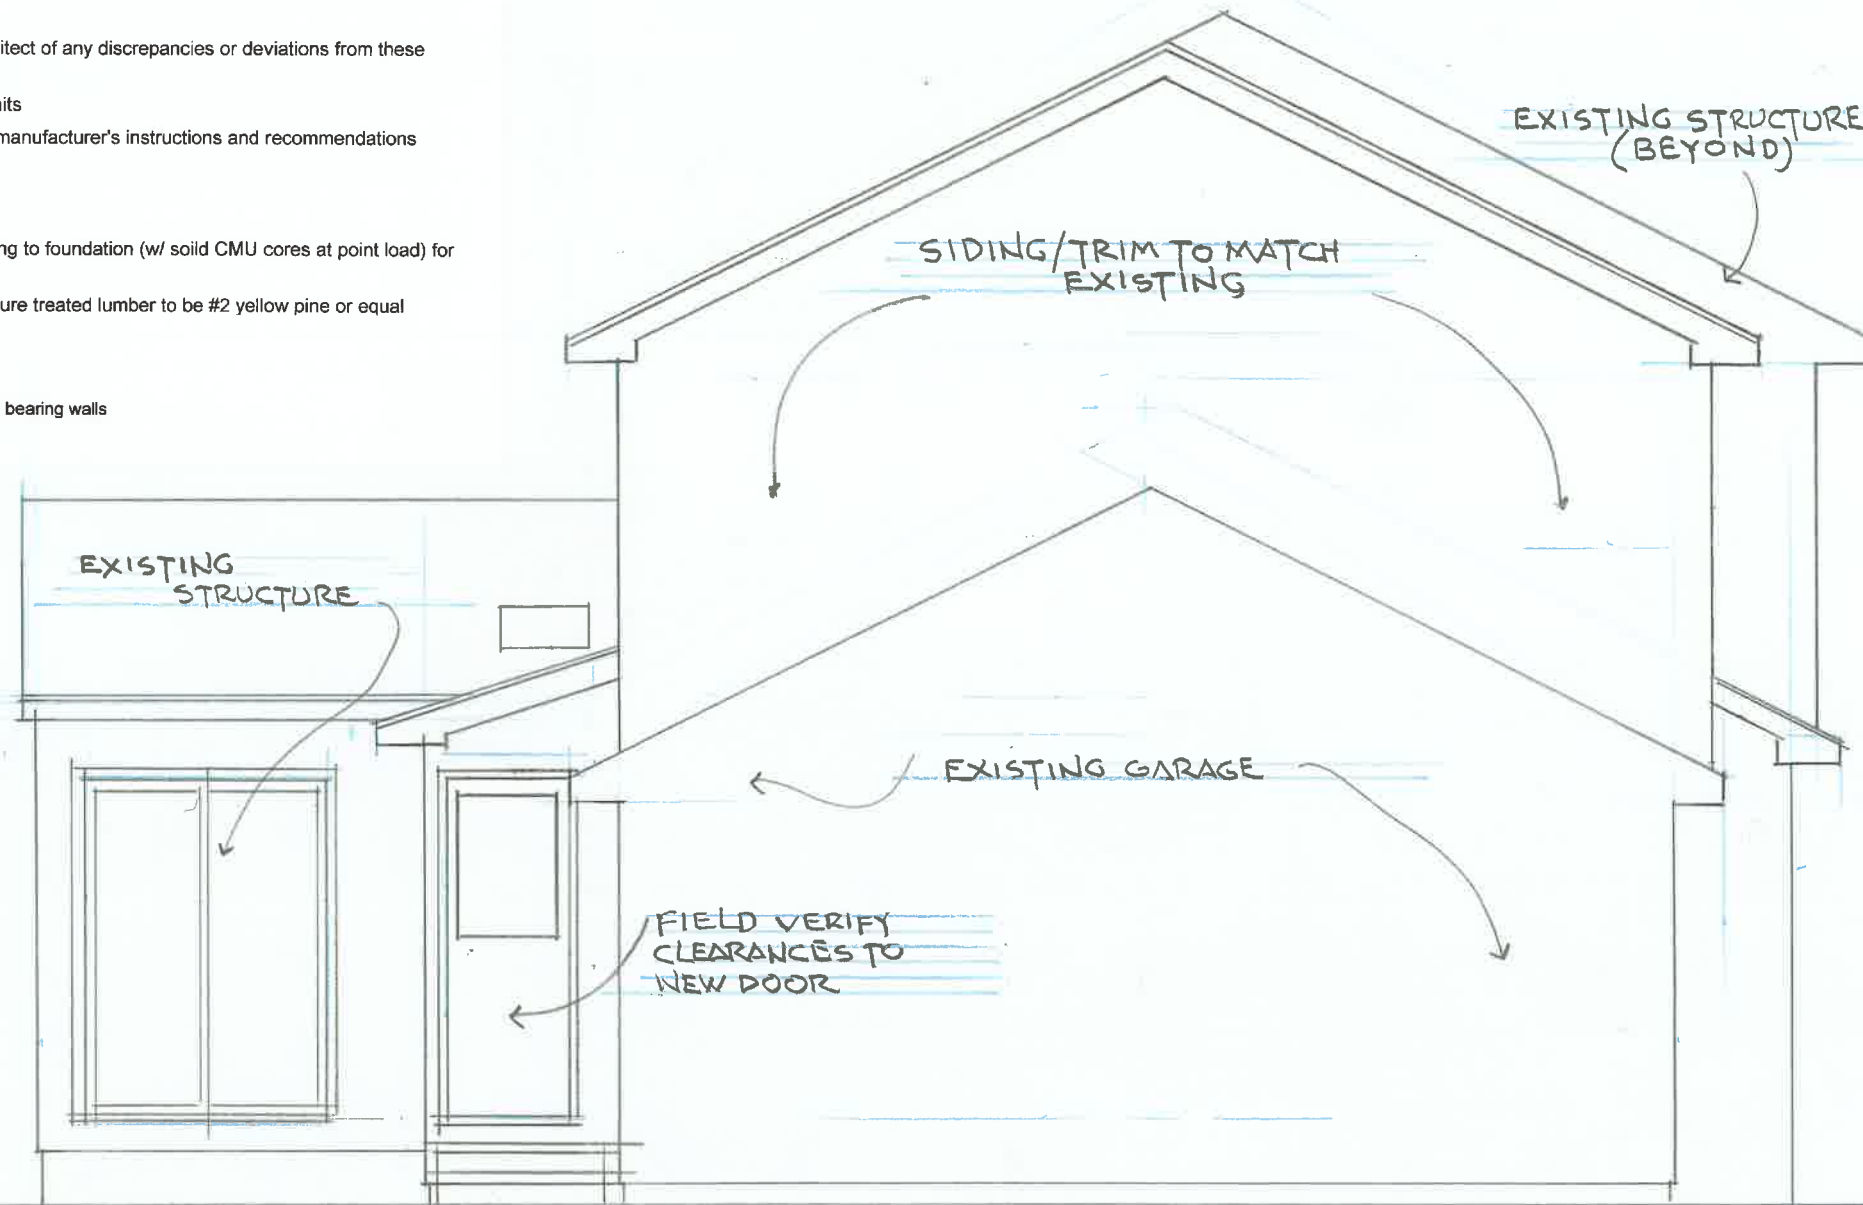 itect of any discrepancies or deviations from these
nits
manufacturer's instructions and recommendations
ng to foundation (w/ soild CMU cores at point load) for
ure treated lumber to be #2 yellow pine or equal
bearing walls
EXISTING STRUCTURE
(BEYOND)
SIDING/TRIM TO MATCH
EXISTING
EXISTING
STRUCTURE
EXISTING GARAGE
FIELD VERIFY
CLEARANCES TO
NEW DOOR